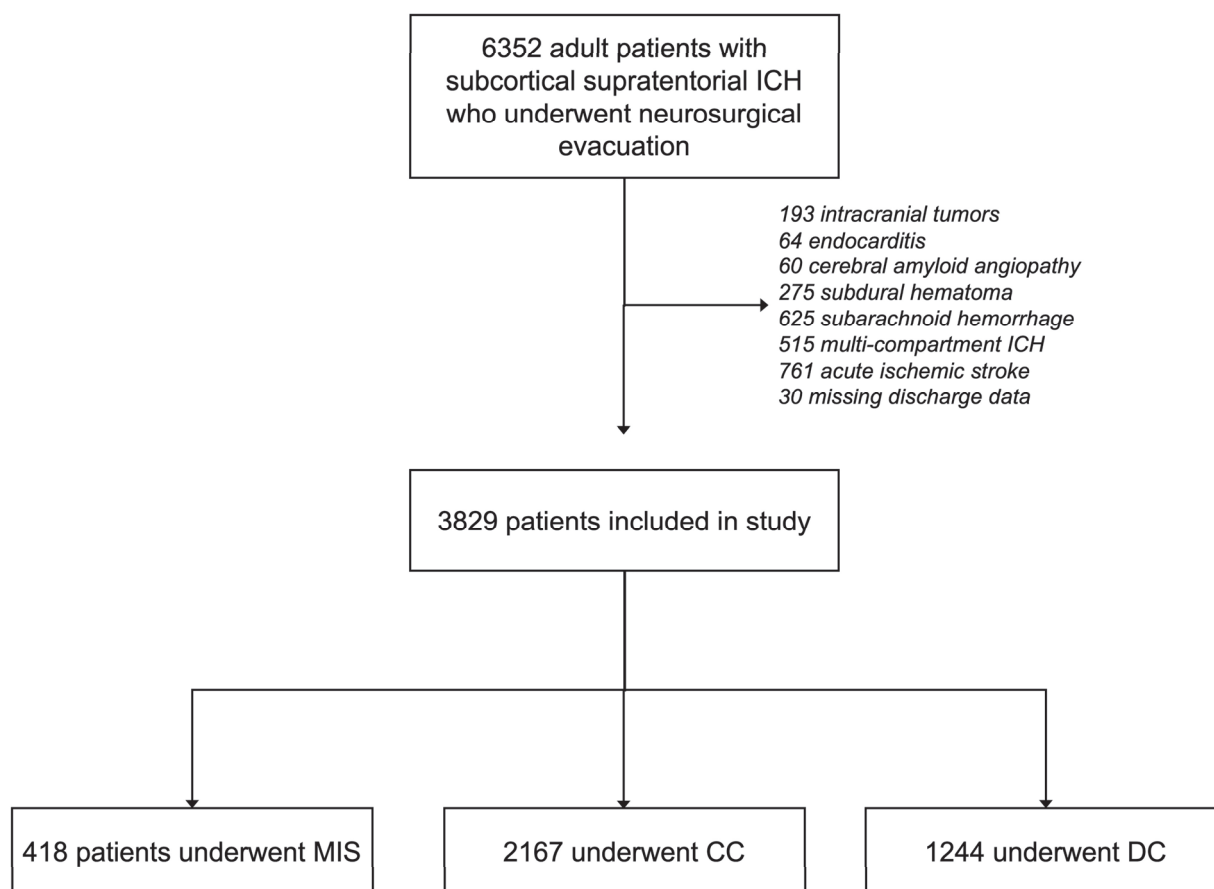 6352 adult patients with
subcortical supratentorial ICH
who underwent neurosurgical
evacuation
193 intracranial tumors
64 endocarditis
60 cerebral amyloid angiopathy
275 subdural hematoma
625 subarachnoid hemorrhage
515 multi-compartment ICH
761 acute ischemic stroke
30 missing discharge data
3829 patients included in study
418 patients underwent MIS
2167 underwent CC
1244 underwent DC